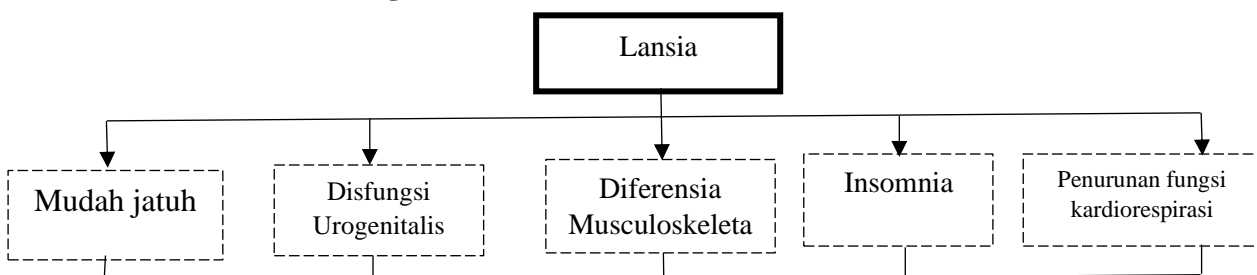 Lansia
Mudah jatuh
Disfungsi
Urogenitalis
Diferensia
Musculoskeleta
Insomnia
Penurunan fungsi
kardiorespirasi